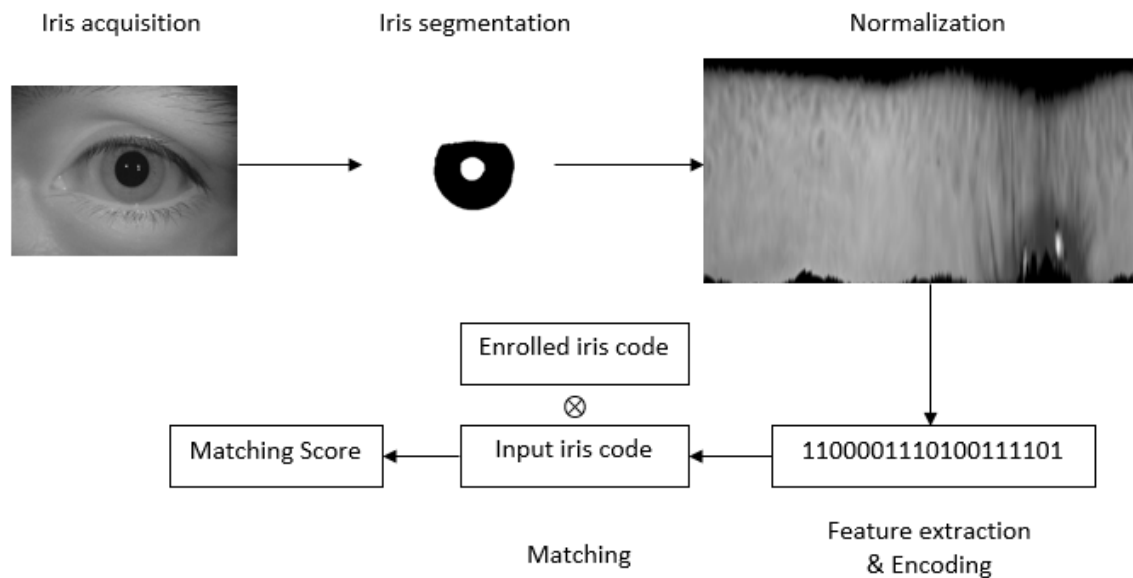 Iris acquisition
Iris segmentation
Normalization
Enrolled iris code
⊗
Matching Score
Input iris code
1100001110100111101
Feature extraction
& Encoding
Matching